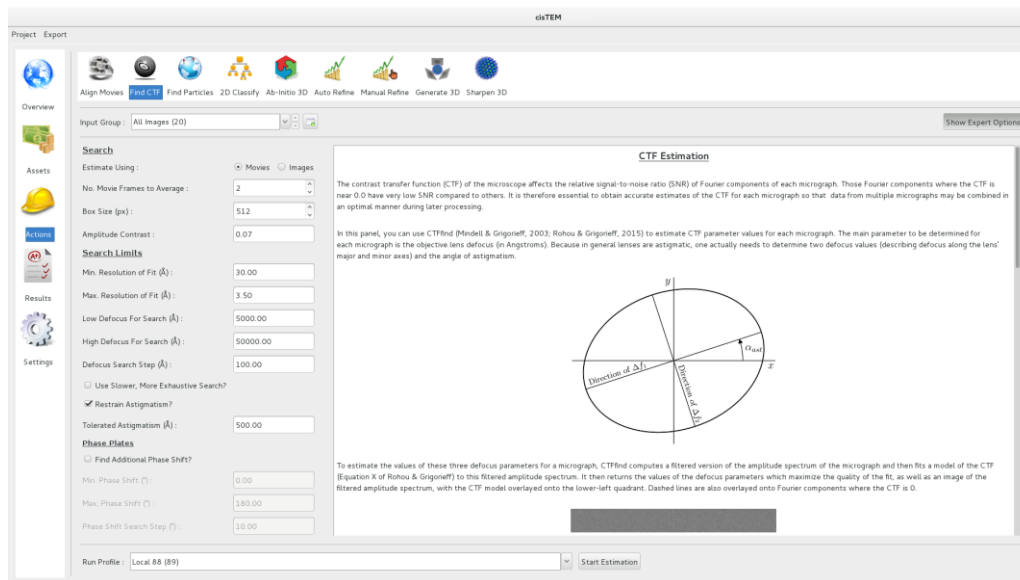 cisTEM
Project Export
Overview
Assets
Actions
Results
Settings
Align Movies Find CTF Find Particles 2D Classify Ab-Initio 3D Auto Refine Manual Refine Generate 3D Sharpen 3D
Input Group : All Images (20)
Show Expert Options
Search
Estimate Using : Movies Images
No. Movie Frames to Average : 2
Box Size (px) : 512
Amplitude Contrast : 0.07
Search Limits
Min. Resolution of Fit (Å) : 30.00
Max. Resolution of Fit (Å) : 3.50
Low Defocus For Search (Å) : 5000.00
High Defocus For Search (Å) : 50000.00
Defocus Search Step (Å) : 100.00
Use Slower, More Exhaustive Search?
Restrain Astigmatism?
Tolerated Astigmatism (Å) : 500.00
Phase Plates
Find Additional Phase Shift?
Min. Phase Shift (°) : 0.00
Max. Phase Shift (°) : 180.00
Phase Shift Search Step (°) : 10.00
CTF Estimation
The contrast transfer function (CTF) of the microscope affects the relative signal-to-noise ratio (SNR) of Fourier components of each micrograph. Those Fourier components where the CTF is
near 0.0 have very low SNR compared to others. It is therefore essential to obtain accurate estimates of the CTF for each micrograph so that data from multiple micrographs may be combined in
an optimal manner during later processing.
In this panel, you can use CTFfind (Mindell & Grigorieff, 2003; Rohou & Grigorieff, 2015) to estimate CTF parameter values for each micrograph. The main parameter to be determined for
each micrograph is the objective lens defocus (in Angstroms). Because in general lenses are astigmatic, one actually needs to determine two defocus values (describing defocus along the lens'
major and minor axes) and the angle of astigmatism.
y
α_ast
x
Direction of Δf₁
Direction of Δf₂
To estimate the values of these three defocus parameters for a micrograph, CTFfind computes a filtered version of the amplitude spectrum of the micrograph and then fits a model of the CTF
(Equation X of Rohou & Grigorieff) to this filtered amplitude spectrum. It then returns the values of the defocus parameters which maximize the quality of the fit, as well as an image of the
filtered amplitude spectrum, with the CTF model overlayed onto the lower-left quadrant. Dashed lines are also overlayed onto Fourier components where the CTF is 0.
Run Profile : Local 88 (89)
Start Estimation